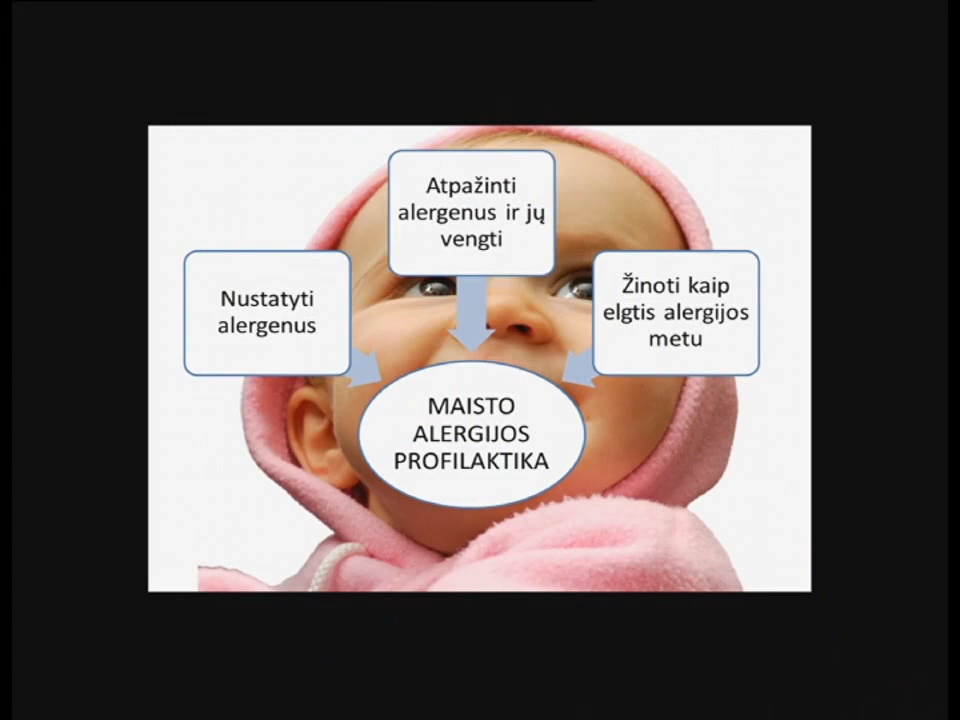 Atpažinti
alergenus ir jų
vengti
Nustatyti
alergenus
Žinoti kaip
elgtis alergijos
metu
MAISTO
ALERGIJOS
PROFILAKTIKA